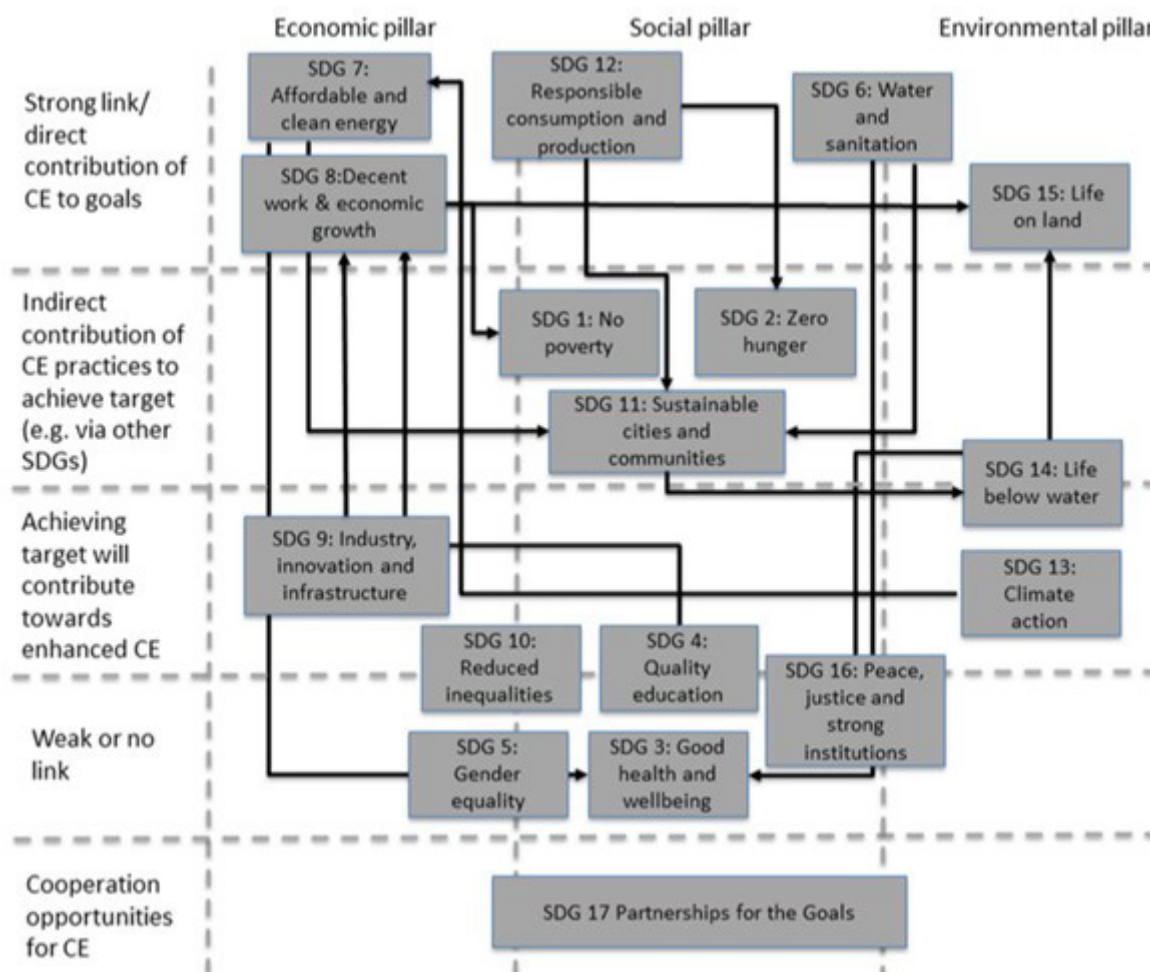 Economic pillar
Social pillar
Environmental pillar
Strong link/
direct
contribution of
CE to goals
SDG 7:
Affordable and
clean energy
SDG 8:Decent
work & economic
growth
SDG 12:
Responsible
consumption and
production
SDG 6: Water
and
sanitation
SDG 15: Life
on land
Indirect
contribution of
CE practices to
achieve target
(e.g. via other
SDGs)
SDG 1: No
poverty
SDG 2: Zero
hunger
SDG 11: Sustainable
cities and
communities
SDG 14: Life
below water
Achieving
target will
contribute
towards
enhanced CE
SDG 9: Industry,
innovation and
infrastructure
SDG 13:
Climate
action
SDG 10:
Reduced
inequalities
SDG 4:
Quality
education
SDG 16: Peace,
justice and
strong
institutions
Weak or no
link
SDG 5:
Gender
equality
SDG 3: Good
health and
wellbeing
Cooperation
opportunities
for CE
SDG 17 Partnerships for the Goals